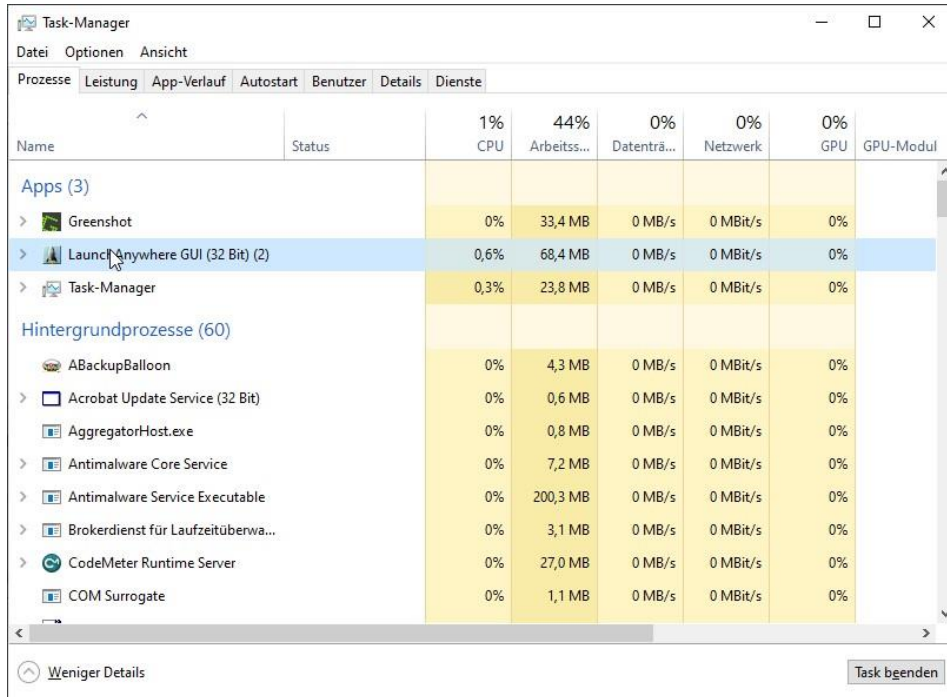 Task-Manager
Datei Optionen Ansicht
Prozesse Leistung App-Verlauf Autostart Benutzer Details Dienste
1% 44% 0% 0% 0%
Name Status CPU Arbeitss... Datenträ... Netzwerk GPU GPU-Modul
Apps (3)
Greenshot 0% 33,4 MB 0 MB/s 0 MBit/s 0%
LaunchAnywhere GUI (32 Bit) (2) 0,6% 68,4 MB 0 MB/s 0 MBit/s 0%
Task-Manager 0,3% 23,8 MB 0 MB/s 0 MBit/s 0%
Hintergrundprozesse (60)
ABackupBalloon 0% 4,3 MB 0 MB/s 0 MBit/s 0%
Acrobat Update Service (32 Bit) 0% 0,6 MB 0 MB/s 0 MBit/s 0%
AggregatorHost.exe 0% 0,8 MB 0 MB/s 0 MBit/s 0%
Antimalware Core Service 0% 7,2 MB 0 MB/s 0 MBit/s 0%
Antimalware Service Executable 0% 200,3 MB 0 MB/s 0 MBit/s 0%
Brokerdienst für Laufzeitüberwa... 0% 3,1 MB 0 MB/s 0 MBit/s 0%
CodeMeter Runtime Server 0% 27,0 MB 0 MB/s 0 MBit/s 0%
COM Surrogate 0% 1,1 MB 0 MB/s 0 MBit/s 0%
Weniger Details Task beenden